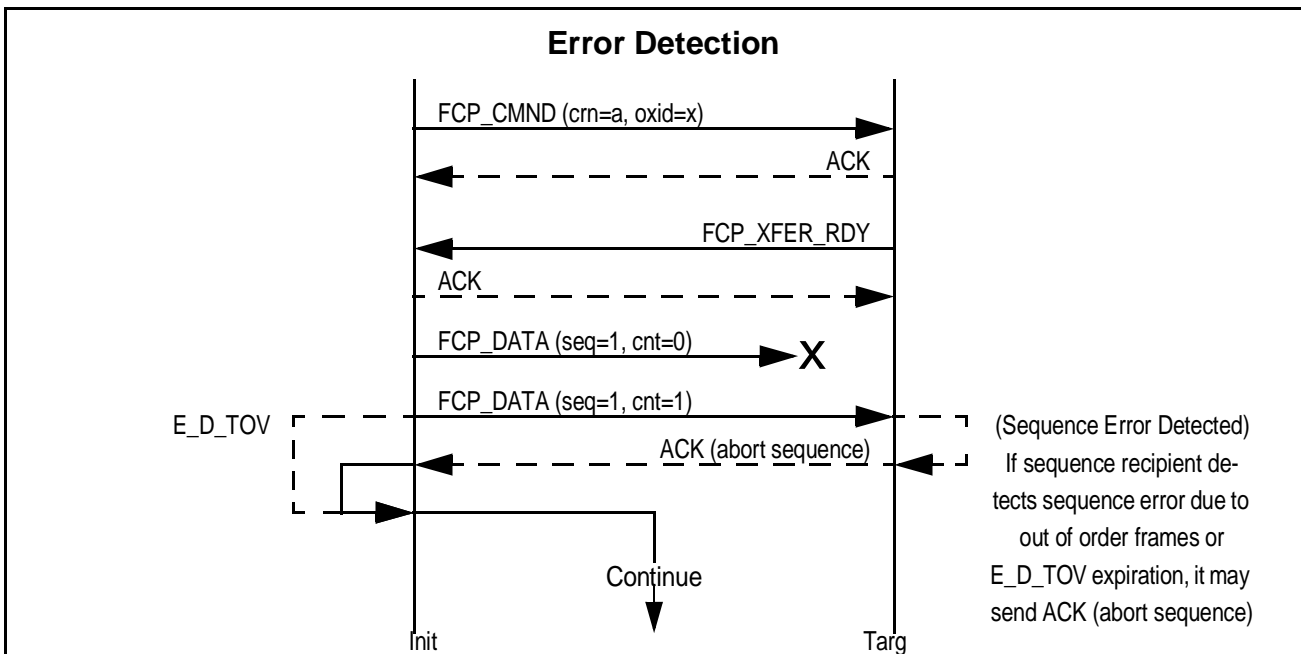 Error Detection
FCP_CMND (crn=a, oxid=x)
ACK
FCP_XFER_RDY
ACK
FCP_DATA (seq=1, cnt=0)
X
FCP_DATA (seq=1, cnt=1)
E_D_TOV
ACK (abort sequence)
(Sequence Error Detected)
If sequence recipient de-
tects sequence error due to
out of order frames or
E_D_TOV expiration, it may
send ACK (abort sequence)
Continue
Init
Targ